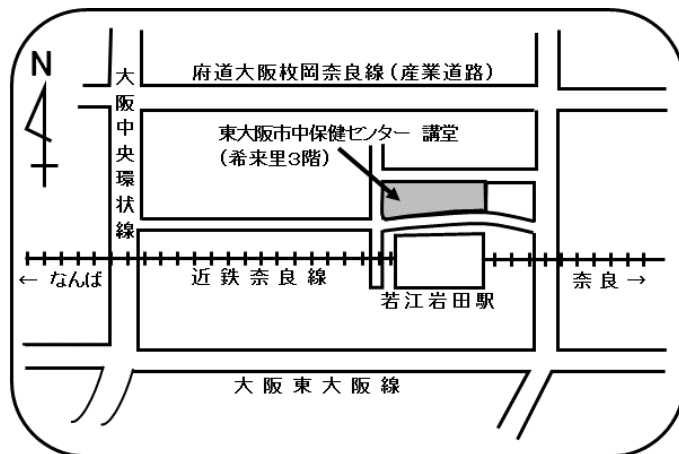 N
大阪中央環状線
府道大阪枚岡奈良線(産業道路)
東大阪市中保健センター 講堂
(希来里3階)
← なんば
近鉄奈良線
奈良→
若江岩田駅
大阪東大阪線